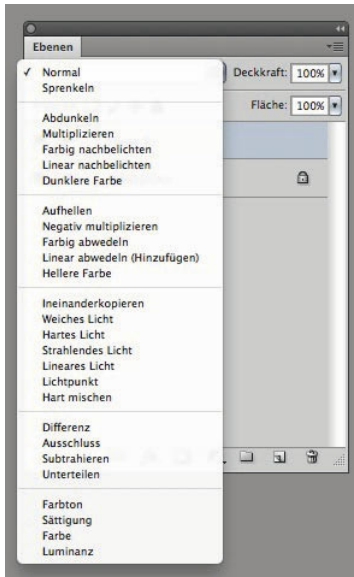 Ebenen
✓ Normal
Deckkraft: 100%
Sprenkeln
Fläche: 100%
Abdunkeln
Multiplizieren
Farbig nachbelichten
Linear nachbelichten
Dunklere Farbe
Aufhellen
Negativ multiplizieren
Farbig abwedeln
Linear abwedeln (Hinzufügen)
Hellere Farbe
Ineinanderkopieren
Weiches Licht
Hartes Licht
Strahlendes Licht
Lineares Licht
Lichtpunkt
Hart mischen
Differenz
Ausschluss
Subtrahieren
Unterteilen
Farbton
Sättigung
Farbe
Luminanz